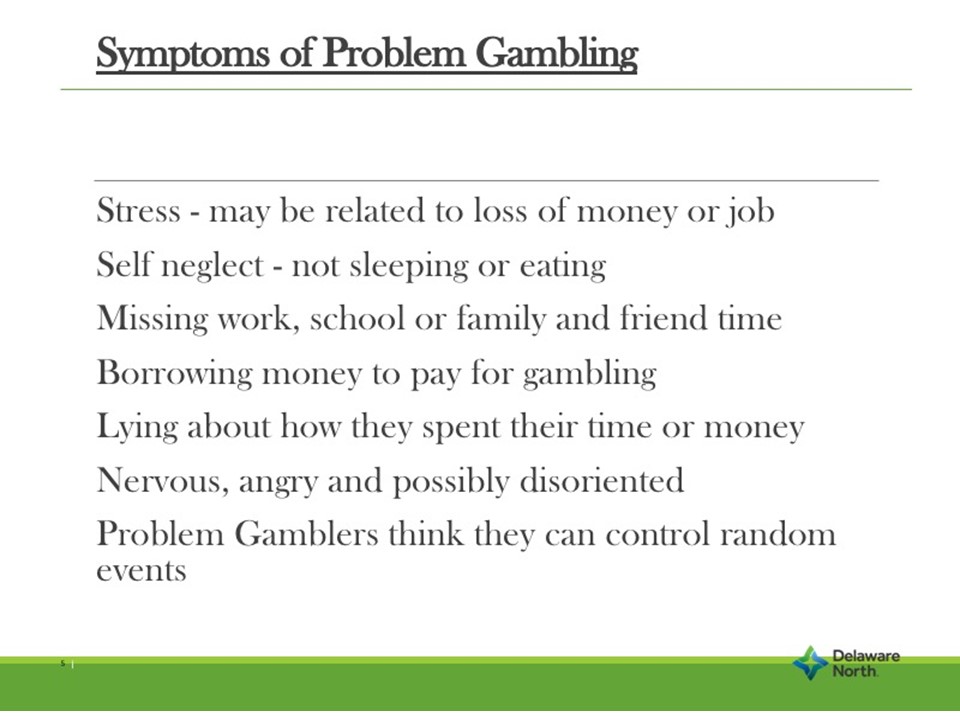 Symptoms of Problem Gambling
Stress - may be related to loss of money or job
Self neglect - not sleeping or eating
Missing work, school or family and friend time
Borrowing money to pay for gambling
Lying about how they spent their time or money
Nervous, angry and possibly disoriented
Problem Gamblers think they can control random
events
5 |
Delaware
North